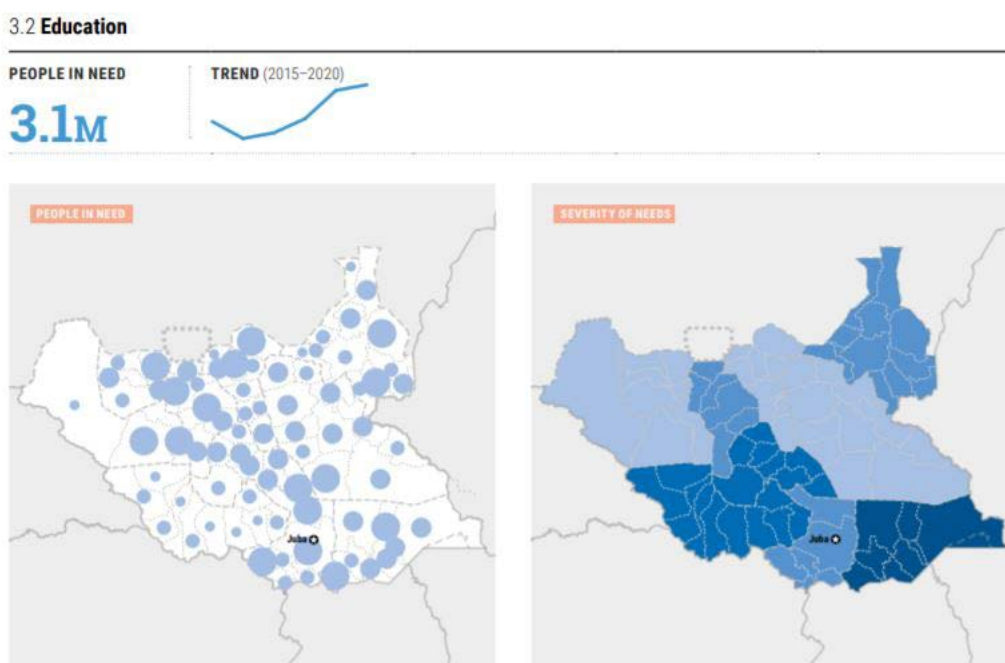 3.2 Education
PEOPLE IN NEED
TREND (2015–2020)
3.1M
PEOPLE IN NEED
SEVERITY OF NEEDS
Juba
Juba